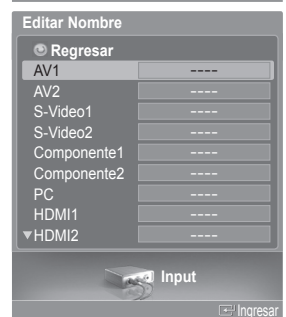 Editar Nombre
Regresar
AV1 ----
AV2 ----
S-Video1 ----
S-Video2 ----
Componente1 ----
Componente2 ----
PC ----
HDMI1 ----
▼HDMI2 ----
Input
Ingresar